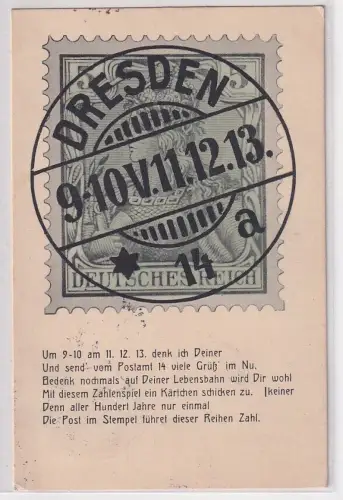 5 5
DRESDEN
9-10V.11.12.13.
* 14 a
DEUTSCHES REICH
Um 9-10 am 11. 12. 13. denk ich Deiner
Und send' vom Postamt 14 viele Grüß' im Nu.
Bedenk nochmals auf Deiner Lebensbahn wird Dir wohl
Mit diesem Zahlenspiel ein Kärtchen schicken zu. [keiner
Denn aller Hundert Jahre nur einmal
Die Post im Stempel führet dieser Reihen Zahl.